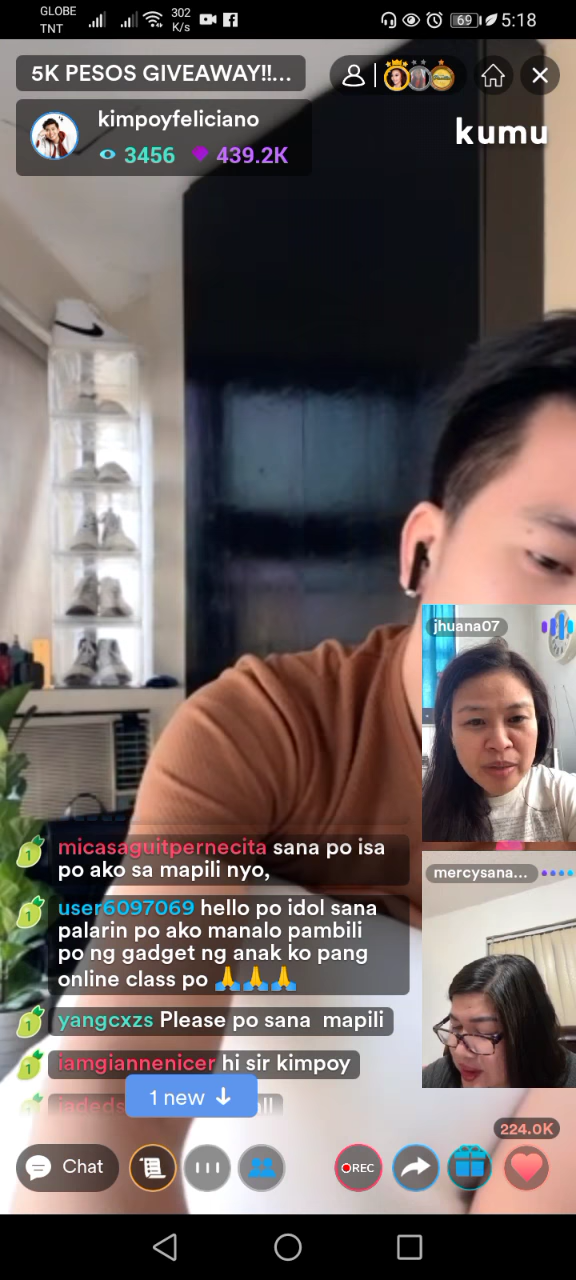 GLOBE
TNT
302
K/s
69
5:18
5K PESOS GIVEAWAY!!...
kimpoyfeliciano
3456 439.2K
kumu
jhuana07
micasaguitpernecita sana po isa
po ako sa mapili nyo,
mercysana...
user6097069 hello po idol sana
palarin po ako manalo pambili
po ng gadget ng anak ko pang
online class po 🙏🙏🙏
yangcxzs Please po sana mapili
iamgiannenicer hi sir kimpoy
1 new
224.0K
Chat
REC